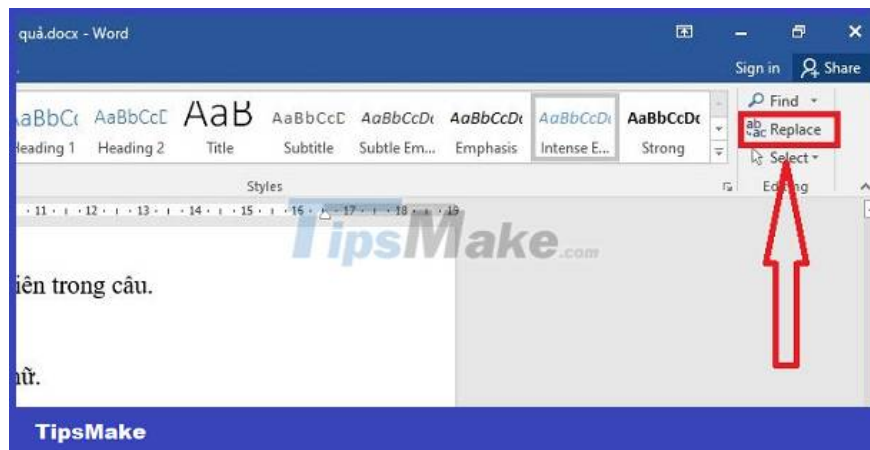 quả.docx - Word
Sign in Share
AaBbCc AaBbCcD AaB AaBbCcD AaBbCcDc AaBbCcDc AaBbCcDc AaBbCcDc
Heading 1 Heading 2 Title Subtitle Subtle Em... Emphasis Intense E... Strong
Find
Replace
Select
Styles
Editing
11 12 13 14 15 16 17 18 19
TipsMake.com
iên trong câu.
TipsMake